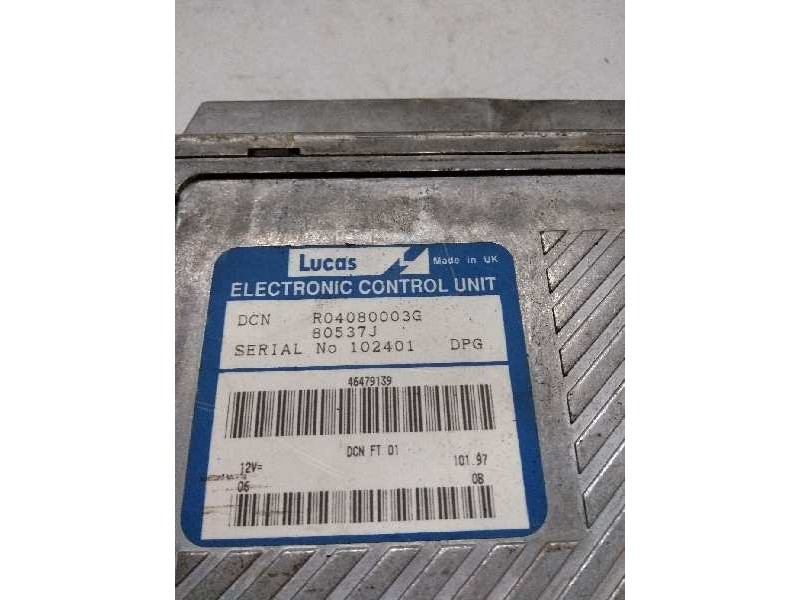 Lucas Made in UK
ELECTRONIC CONTROL UNIT
DCN R04080003G
80537J
SERIAL No 102401 DPG
46479139
DCN FT 01
12V= 101.97
06 0B